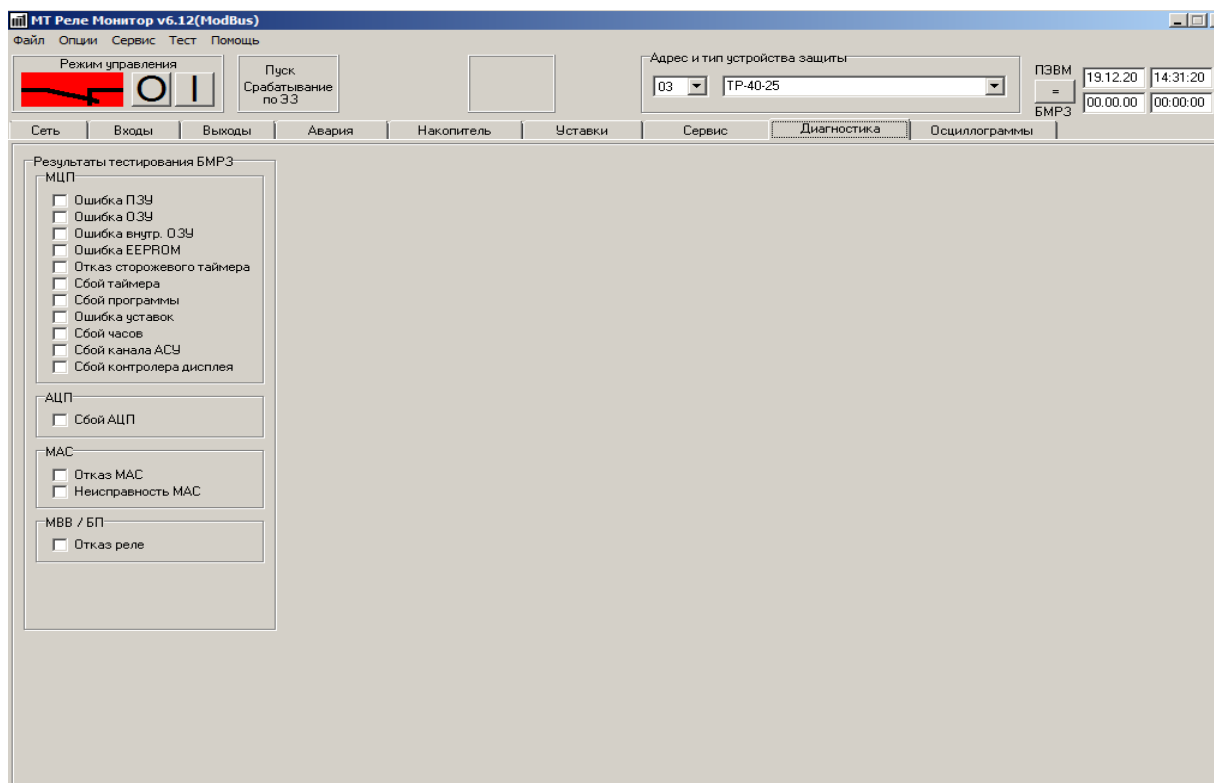 МТ Реле Монитор v6.12(ModBus)
Файл Опции Сервис Тест Помощь
Режим управления
O I
Пуск
Срабатывание
по ЗЗ
Адрес и тип устройства защиты
03 ТР-40-25
ПЭВМ 19.12.20 14:31:20
=
БМРЗ 00.00.00 00:00:00
Сеть Входы Выходы Авария Накопитель Уставки Сервис Диагностика Осциллограммы
Результаты тестирования БМРЗ
МЦП
Ошибка ПЗУ
Ошибка ОЗУ
Ошибка внутр. ОЗУ
Ошибка EEPROM
Отказ сторожевого таймера
Сбой таймера
Сбой программы
Ошибка уставок
Сбой часов
Сбой канала АСУ
Сбой контролера дисплея
АЦП
Сбой АЦП
МАС
Отказ МАС
Неисправность МАС
МВВ / БП
Отказ реле